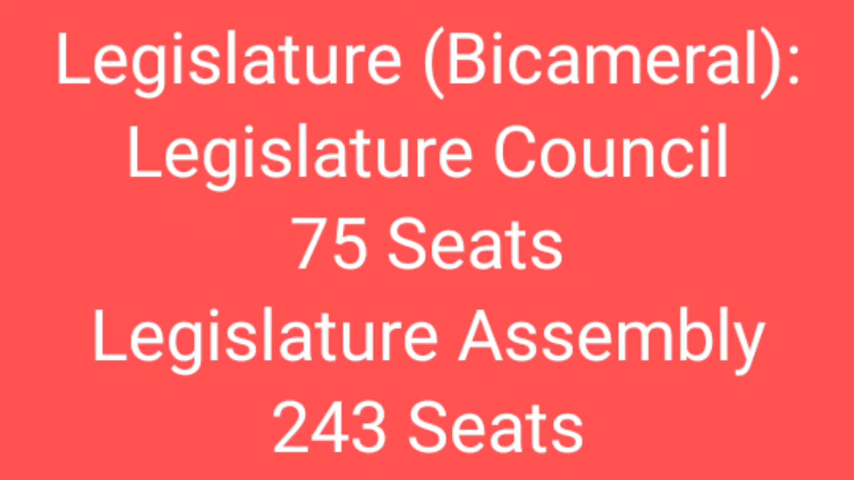 Legislature (Bicameral):
Legislature Council
75 Seats
Legislature Assembly
243 Seats